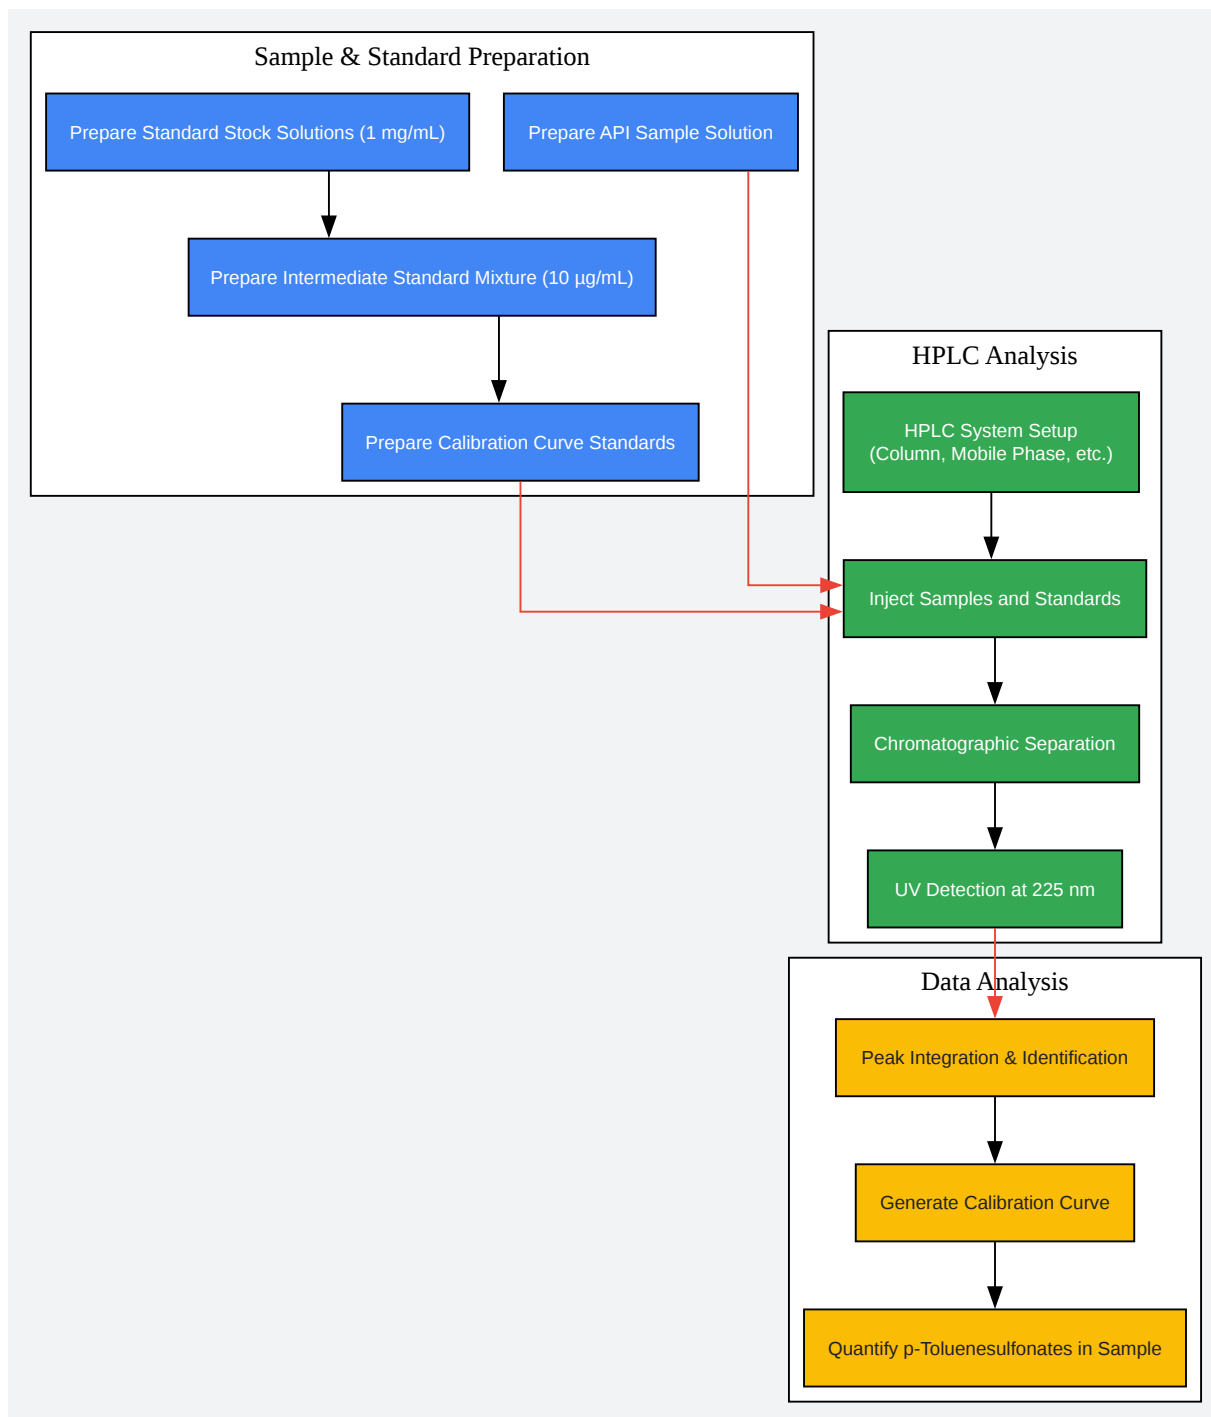 Sample & Standard Preparation
Prepare Standard Stock Solutions (1 mg/mL)
Prepare API Sample Solution
Prepare Intermediate Standard Mixture (10 µg/mL)
Prepare Calibration Curve Standards
HPLC Analysis
HPLC System Setup
(Column, Mobile Phase, etc.)
Inject Samples and Standards
Chromatographic Separation
UV Detection at 225 nm
Data Analysis
Peak Integration & Identification
Generate Calibration Curve
Quantify p-Toluenesulfonates in Sample